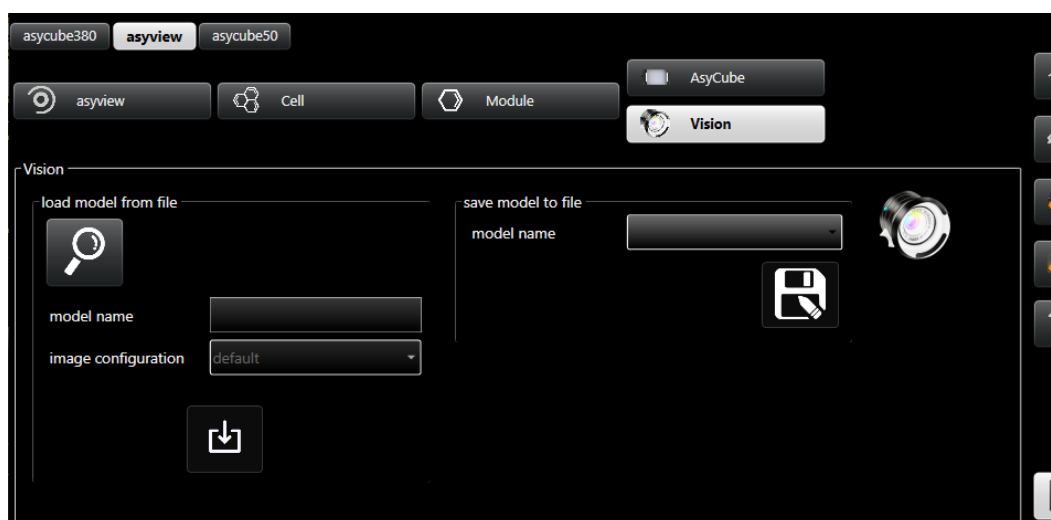 asycube380 asyview asycube50
AsyCube
asyview Cell Module
Vision
Vision
load model from file
save model to file
model name
model name
image configuration default